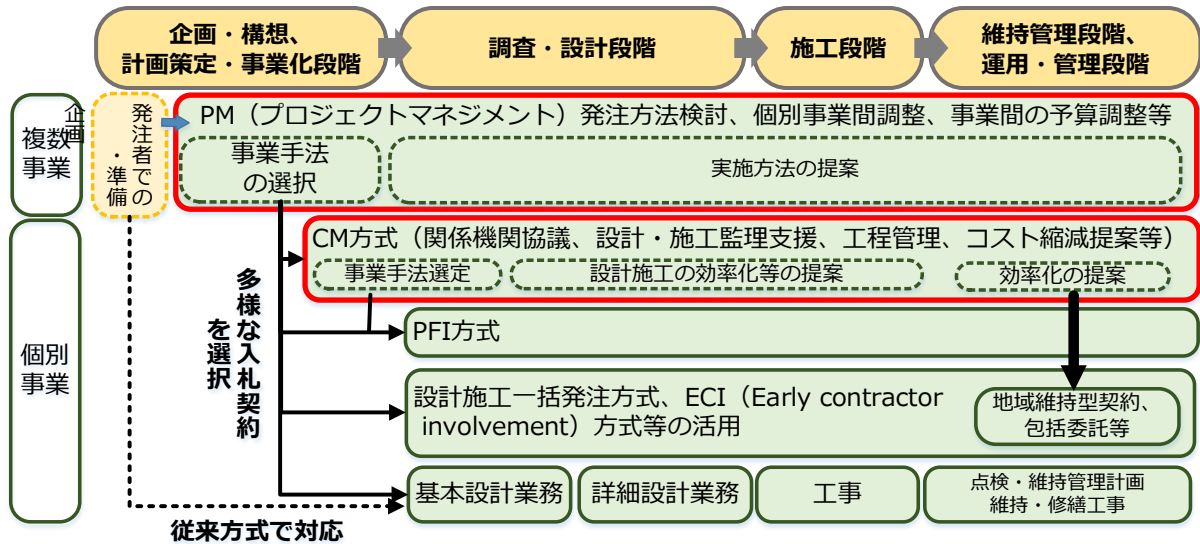 企画・構想、
計画策定・事業化段階
調査・設計段階
施工段階
維持管理段階、
運用・管理段階
複数
事業
企画
発注者での
・準備
PM（プロジェクトマネジメント）発注方法検討、個別事業間調整、事業間の予算調整等
事業手法
の選択
実施方法の提案
個別
事業
多様な入札契約
を選択
CM方式（関係機関協議、設計・施工監理支援、工程管理、コスト縮減提案等）
事業手法選定
設計施工の効率化等の提案
効率化の提案
PFI方式
設計施工一括発注方式、ECI（Early contractor
involvement）方式等の活用
地域維持型契約、
包括委託等
基本設計業務
詳細設計業務
工事
点検・維持管理計画
維持・修繕工事
従来方式で対応